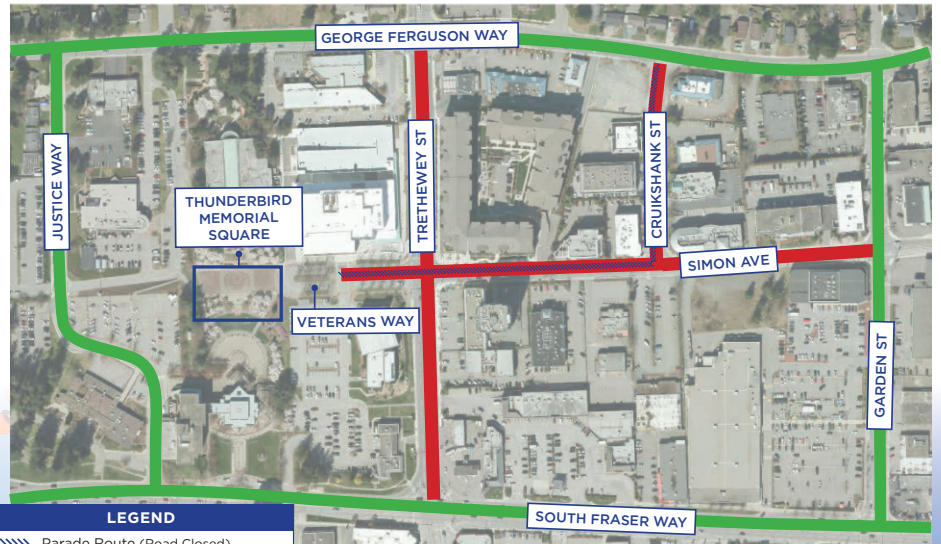 GEORGE FERGUSON WAY
JUSTICE WAY
TRETHEWEY ST
CRUIKSHANK ST
THUNDERBIRD
MEMORIAL
SQUARE
SIMON AVE
VETERANS WAY
GARDEN ST
SOUTH FRASER WAY
LEGEND
Parade Route (Road Closed)